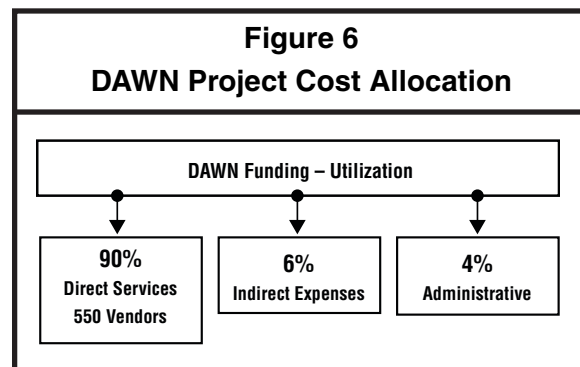 Figure 6
DAWN Project Cost Allocation
DAWN Funding – Utilization
90%
Direct Services
550 Vendors
6%
Indirect Expenses
4%
Administrative